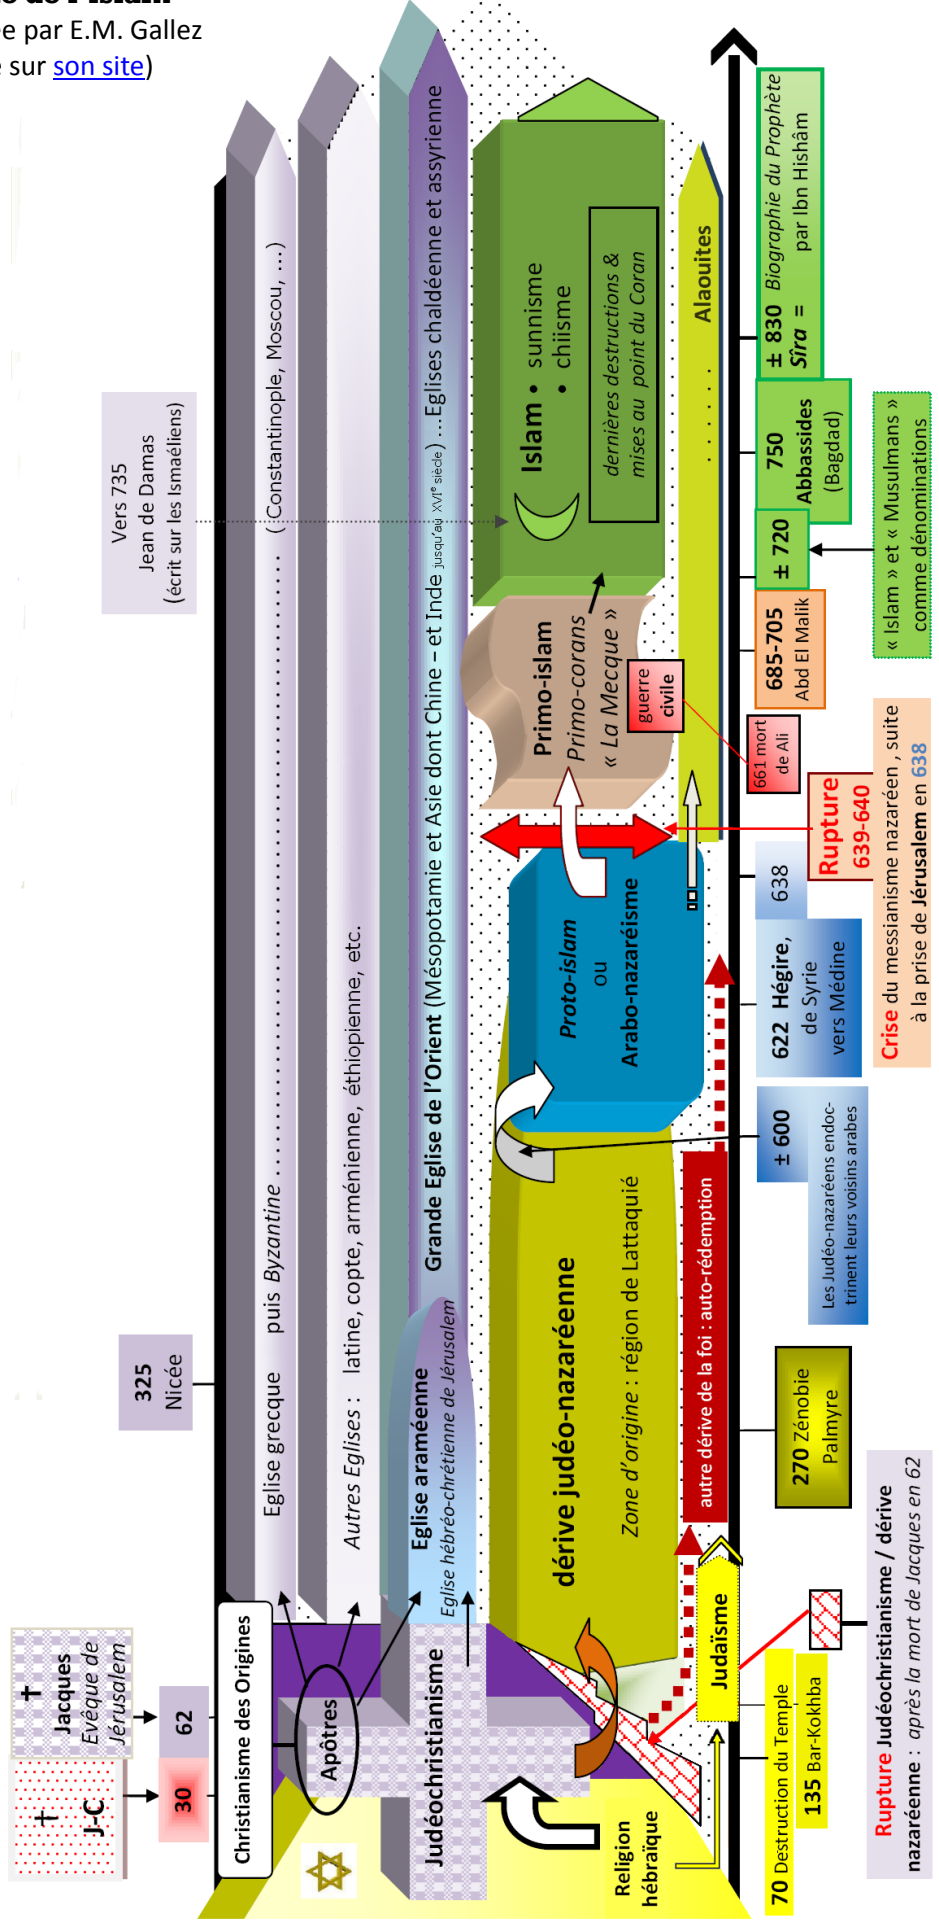 de l'Islam
e par E.M. Gallez
sur son site)
Vers 735
Jean de Damas
(écrit sur les Ismaéliens)
325
Nicée
Jacques
Evêque de
Jérusalem
J-C
62
30
Christianisme des Origines
Eglise grecque puis Byzantine ........................................ (Constantinople, Moscou, ...)
Autres Eglises : latine, copte, arménienne, éthiopienne, etc.
Apôtres
Grande Eglise de l'Orient (Mésopotamie et Asie dont Chine – et Inde jusqu'au XVIe siècle) ...Eglises chaldéenne et assyrienne
Eglise araméenne
Eglise hébréo-chrétienne de Jérusalem
Judéochristianisme
dérive judéo-nazaréenne
Zone d'origine : région de Lattaquié
Proto-islam
ou
Arabo-nazaréisme
Primo-islam
Primo-corans
« La Mecque »
guerre
civile
Islam • sunnisme
• chiisme
dernières destructions &
mises au point du Coran
Alaouites
. . . . . .
Religion
hébraïque
Judaïsme
autre dérive de la foi : auto-rédemption
661 mort
de Ali
70 Destruction du Temple
135 Bar-Kokhba
270 Zénobie
Palmyre
± 600
Les Judéo-nazaréens endoc-
trinent leurs voisins arabes
622 Hégire,
de Syrie
vers Médine
638
Rupture
639-640
Crise du messianisme nazaréen , suite
à la prise de Jérusalem en 638
685-705
Abd El Malik
± 720
« Islam » et « Musulmans »
comme dénominations
750
Abbassides
(Bagdad)
± 830 Biographie du Prophète
Sîra = par Ibn Hishâm
Rupture Judéochristianisme / dérive
nazaréenne : après la mort de Jacques en 62